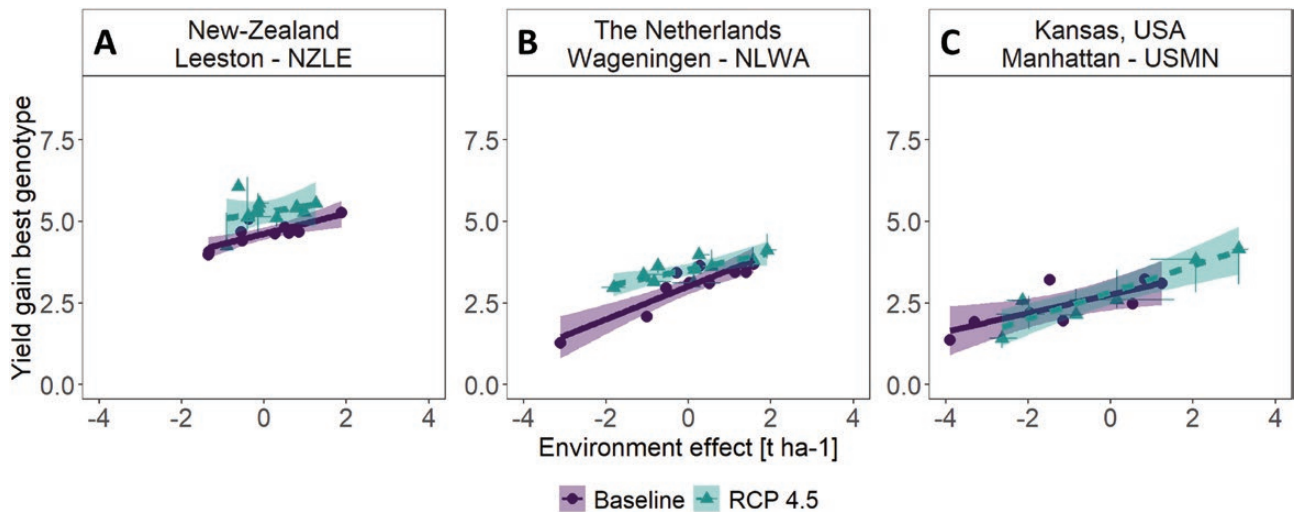 A
New-Zealand
Leeston - NZLE
B
The Netherlands
Wageningen - NLWA
C
Kansas, USA
Manhattan - USMN
Yield gain best genotype
7.5
5.0
2.5
0.0
-4 -2 0 2 4
7.5
5.0
2.5
0.0
-4 -2 0 2 4
7.5
5.0
2.5
0.0
-4 -2 0 2 4
Environment effect [t ha-1]
Baseline RCP 4.5